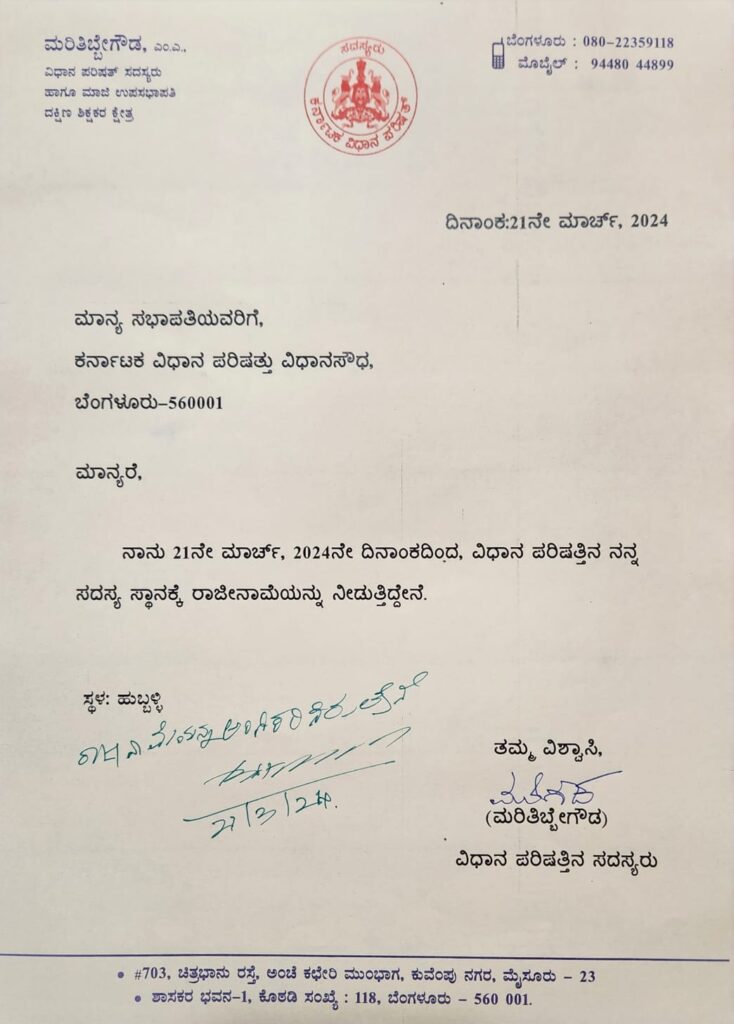 ಮರಿತಿಬ್ಬೇಗೌಡ, ಎಂ.ಎ.,
ವಿಧಾನ ಪರಿಷತ್ ಸದಸ್ಯರು
ಹಾಗೂ ಮಾಜಿ ಉಪಸಭಾಪತಿ
ದಕ್ಷಿಣ ಶಿಕ್ಷಕರ ಕ್ಷೇತ್ರ
ಸದಸ್ಯರು
ಕರ್ನಾಟಕ ವಿಧಾನ ಪರಿಷತ್
ಬೆಂಗಳೂರು : 080-22359118
ಮೊಬೈಲ್ : 94480 44899
ದಿನಾಂಕ:21ನೇ ಮಾರ್ಚ್, 2024
ಮಾನ್ಯ ಸಭಾಪತಿಯವರಿಗೆ,
ಕರ್ನಾಟಕ ವಿಧಾನ ಪರಿಷತ್ತು ವಿಧಾನಸೌಧ,
ಬೆಂಗಳೂರು–560001
ಮಾನ್ಯರೆ,
ನಾನು 21ನೇ ಮಾರ್ಚ್, 2024ನೇ ದಿನಾಂಕದಿಂದ, ವಿಧಾನ ಪರಿಷತ್ತಿನ ನನ್ನ
ಸದಸ್ಯ ಸ್ಥಾನಕ್ಕೆ ರಾಜೀನಾಮೆಯನ್ನು ನೀಡುತ್ತಿದ್ದೇನೆ.
ಸ್ಥಳ: ಹುಬ್ಬಳ್ಳಿ
ರಾಜೀನಾಮೆಯನ್ನು ಅಂಗೀಕರಿಸಿರುತ್ತೇನೆ
21/3/24.
ತಮ್ಮ ವಿಶ್ವಾಸಿ,
(ಮರಿತಿಬ್ಬೇಗೌಡ)
ವಿಧಾನ ಪರಿಷತ್ತಿನ ಸದಸ್ಯರು
• #703, ಚಿತ್ರಭಾನು ರಸ್ತೆ, ಅಂಚೆ ಕಛೇರಿ ಮುಂಭಾಗ, ಕುವೆಂಪು ನಗರ, ಮೈಸೂರು – 23
• ಶಾಸಕರ ಭವನ–1, ಕೊಠಡಿ ಸಂಖ್ಯೆ : 118, ಬೆಂಗಳೂರು – 560 001.